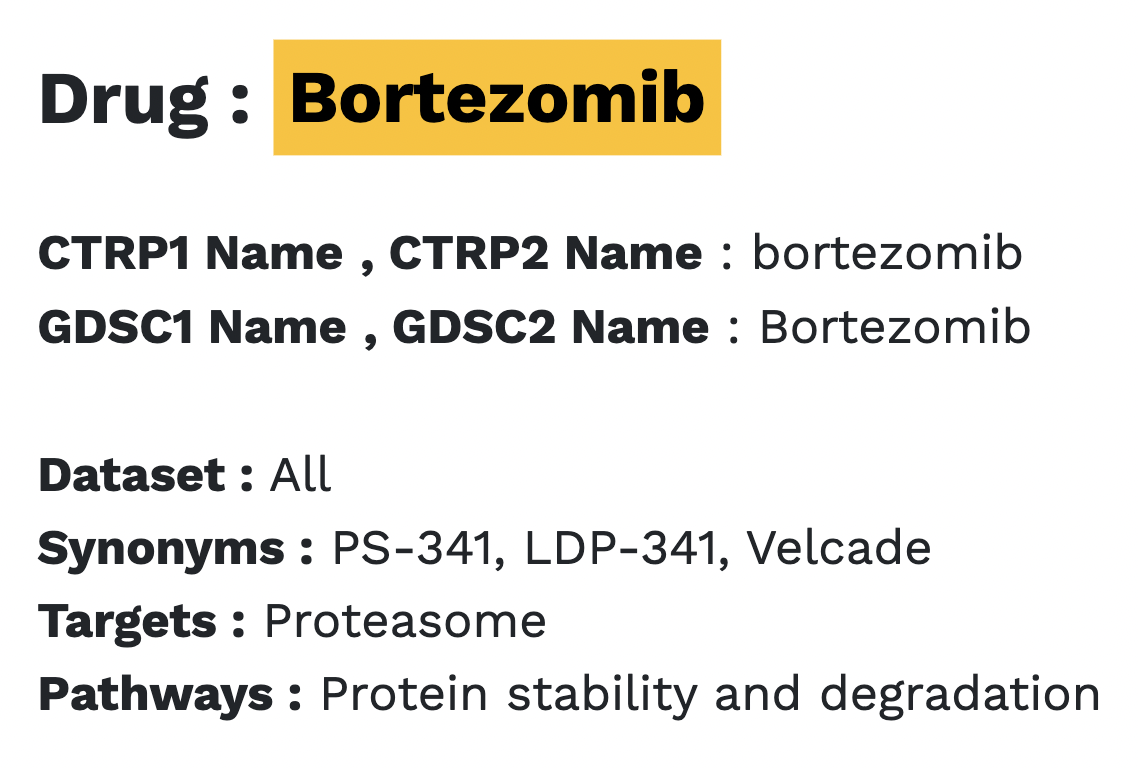 Drug : Bortezomib
CTRP1 Name , CTRP2 Name : bortezomib
GDSC1 Name , GDSC2 Name : Bortezomib
Dataset : All
Synonyms : PS-341, LDP-341, Velcade
Targets : Proteasome
Pathways : Protein stability and degradation